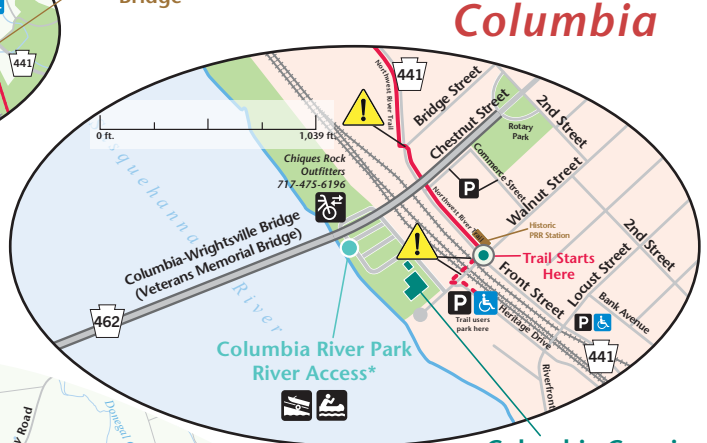 Bridge
Columbia
441
441
Northwest River Trail
Bridge Street
Chestnut Street
2nd Street
Rotary
Park
0 ft.
1,039 ft.
Commerce Street
Walnut Street
P
Chiques Rock
Outfitters
717-475-6196
Northwest River Trail
Historic
PRR Station
Susquehanna
River
Columbia-Wrightsville Bridge
(Veterans Memorial Bridge)
Trail Starts
Here
2nd Street
Locust Street
Front Street
Bank Avenue
462
P
Trail users
park here
Heritage Drive
P
441
Riverfront
Columbia River Park
River Access*
Road
Donegal